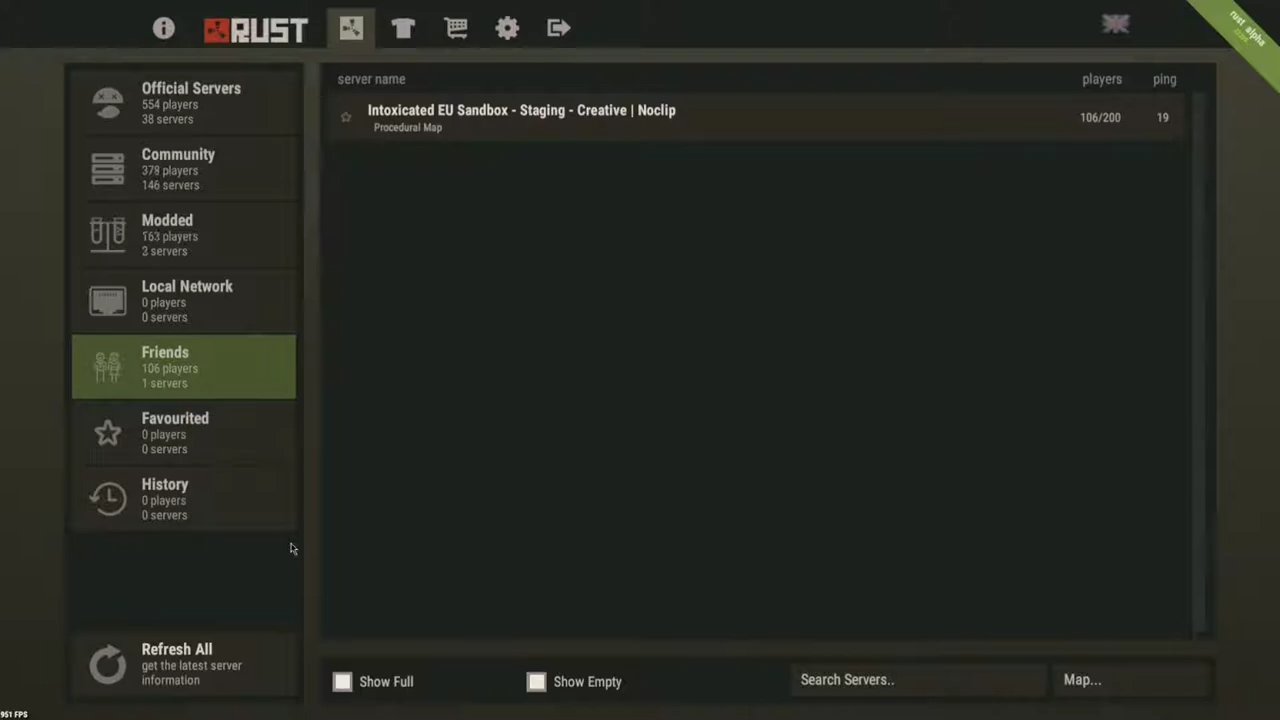 RUST
rust alpha
Official Servers
554 players
38 servers
Community
379 players
146 servers
Modded
163 players
3 servers
Local Network
0 players
0 servers
Friends
106 players
1 servers
Favourited
0 players
0 servers
History
0 players
0 servers
Refresh All
get the latest server
information
server name players ping
Intoxicated EU Sandbox - Staging - Creative | Noclip 106/200 19
Procedural Map
Show Full Show Empty Search Servers.. Map...
951 FPS